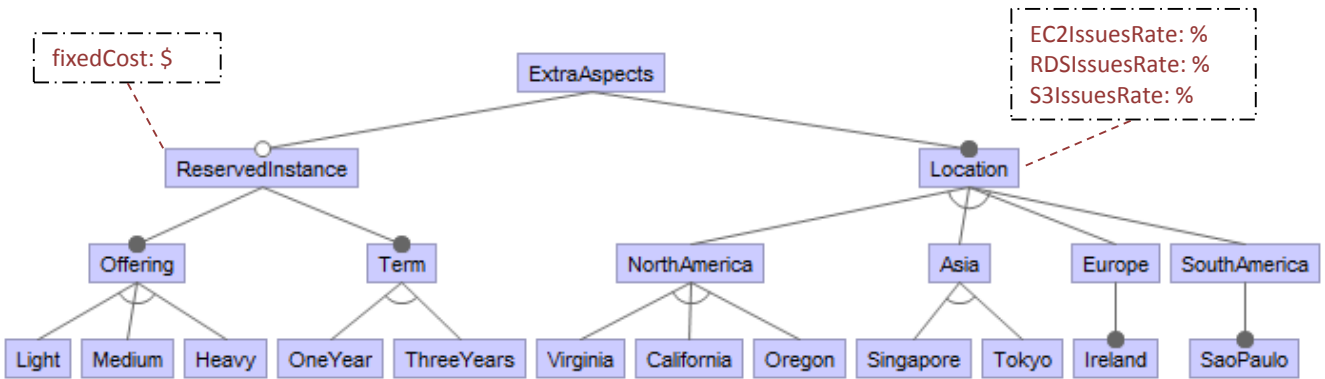 fixedCost: $
EC2IssuesRate: %
RDSIssuesRate: %
S3IssuesRate: %
ExtraAspects
ReservedInstance
Location
Offering
Term
NorthAmerica
Asia
Europe
SouthAmerica
Light
Medium
Heavy
OneYear
ThreeYears
Virginia
California
Oregon
Singapore
Tokyo
Ireland
SaoPaulo